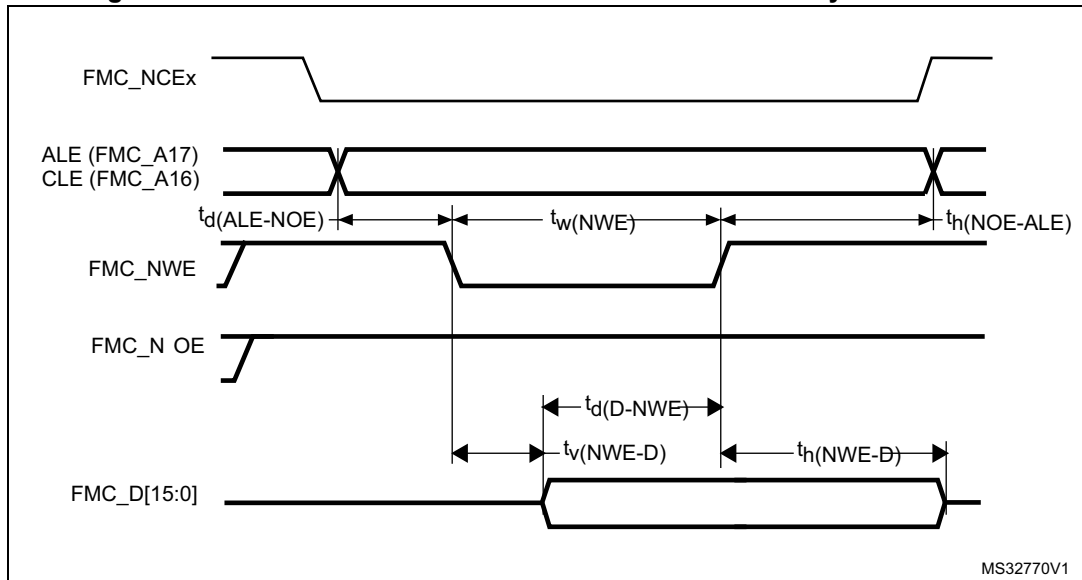 FMC_NCEx
ALE (FMC_A17)
CLE (FMC_A16)
td(ALE-NOE)
tw(NWE)
th(NOE-ALE)
FMC_NWE
FMC_N OE
td(D-NWE)
tv(NWE-D)
th(NWE-D)
FMC_D[15:0]
MS32770V1